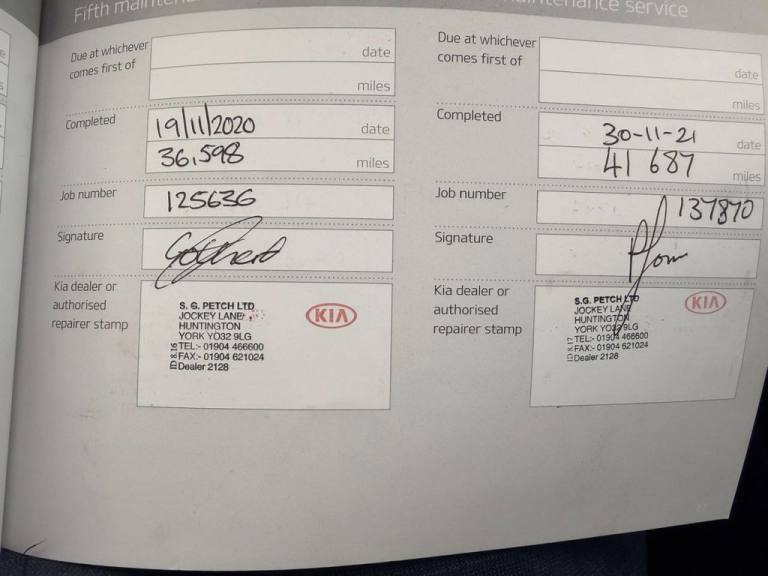 Fifth
Due at whichever
comes first of
date
miles
Completed
19/11/2020 date
36,598 miles
Job number
125636
Signature
Kia dealer or
authorised
repairer stamp
S. G. PETCH LTD
JOCKEY LANE
HUNTINGTON
YORK YO32 9LG
TEL:- 01904 466600
FAX:- 01904 621024
Dealer 2128
KIA
maintenance service
Due at whichever
comes first of
date
miles
Completed
30-11-21 date
41 687 miles
Job number
137870
Signature
Kia dealer or
authorised
repairer stamp
S.G. PETCH LTD
JOCKEY LANE
HUNTINGTON
YORK YO32 9LG
TEL:- 01904 466600
FAX:- 01904 621024
Dealer 2128
KIA